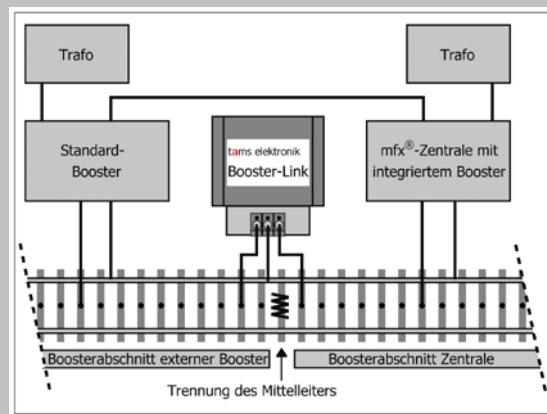 Trafo
Trafo
Standard-
Booster
tams elektronik
Booster-Link
mfx®-Zentrale mit
integriertem Booster
Boosterabschnitt externer Booster
Boosterabschnitt Zentrale
Trennung des Mittelleiters